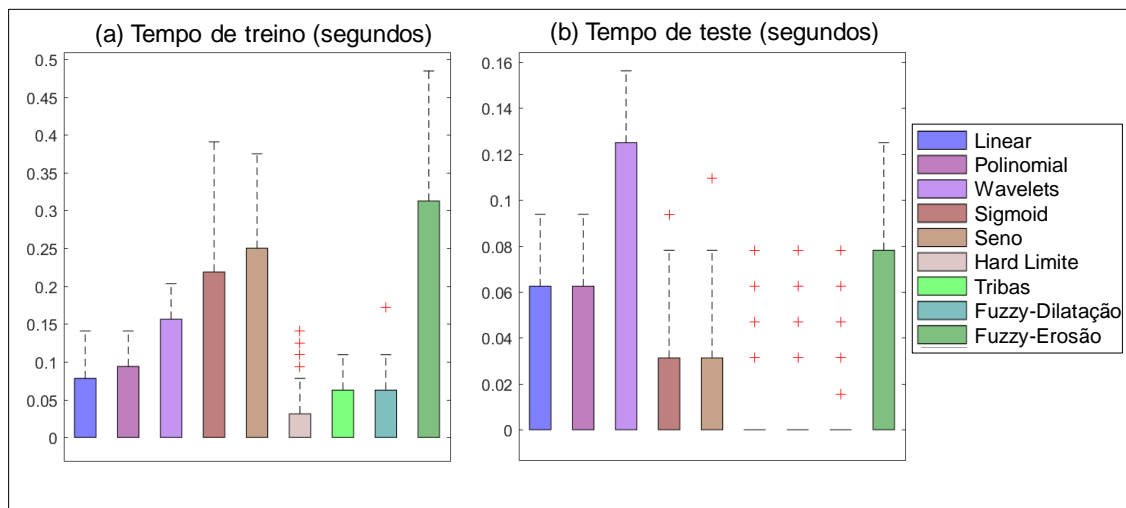 (a) Tempo de treino (segundos)
0.5
0.45
0.4
0.35
0.3
0.25
0.2
0.15
0.1
0.05
0
(b) Tempo de teste (segundos)
0.16
0.14
0.12
0.1
0.08
0.06
0.04
0.02
0
Linear
Polinomial
Wavelets
Sigmoid
Seno
Hard Limite
Tribas
Fuzzy-Dilatação
Fuzzy-Erosão